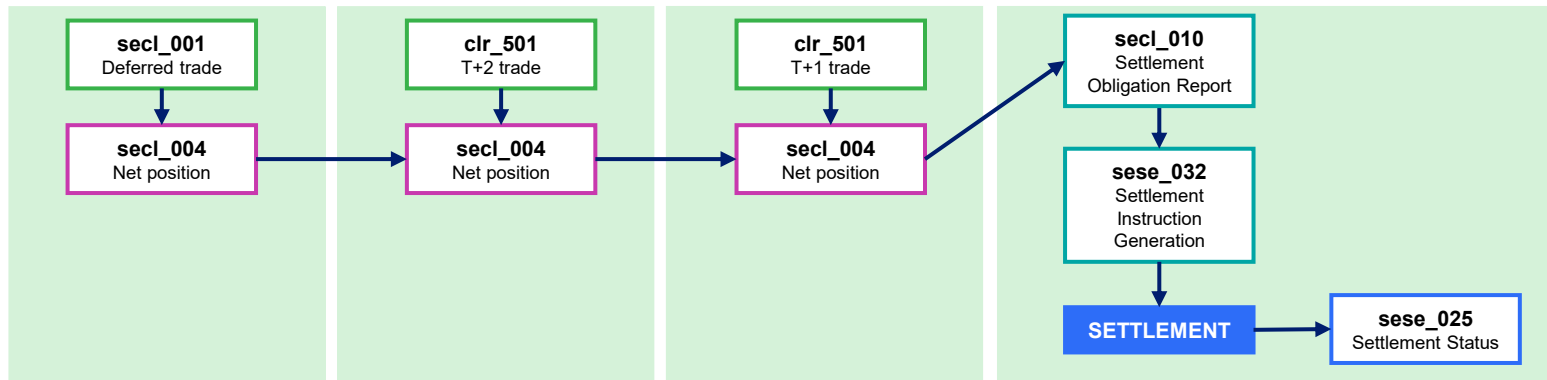 secl_001
Deferred trade
secl_004
Net position
clr_501
T+2 trade
secl_004
Net position
clr_501
T+1 trade
secl_004
Net position
secl_010
Settlement
Obligation Report
sese_032
Settlement
Instruction
Generation
SETTLEMENT
sese_025
Settlement Status